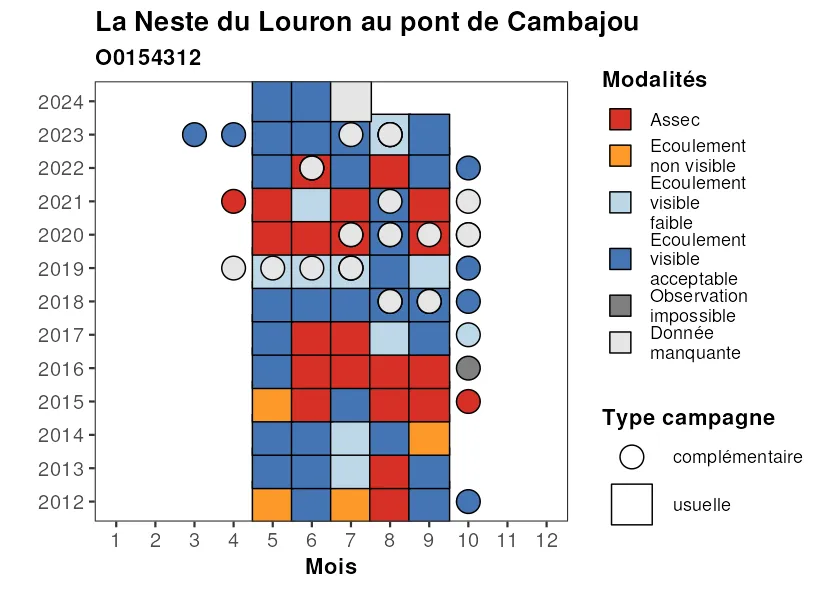 La Neste du Louron au pont de Cambajou
O0154312
2024
2023
2022
2021
2020
2019
2018
2017
2016
2015
2014
2013
2012
1 2 3 4 5 6 7 8 9 10 11 12
Mois
Modalités
Assec
Ecoulement
non visible
Ecoulement
visible
faible
Ecoulement
visible
acceptable
Observation
impossible
Donnée
manquante
Type campagne
complémentaire
usuelle